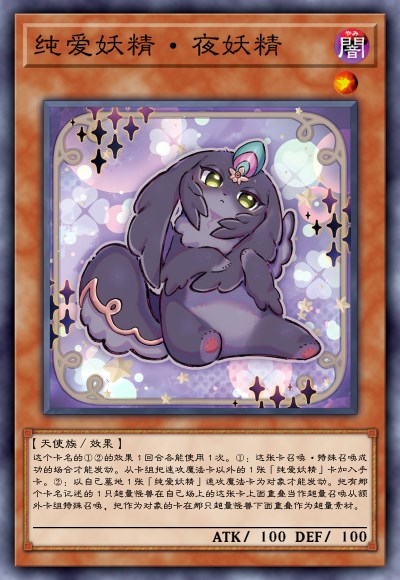 纯爱妖精·夜妖精
やみ
闇
【天使族/效果】
这个卡名的①②的效果1回合各能使用1次。①：这张卡召唤·特殊召唤成
功的场合才能发动。从卡组把速攻魔法卡以外的1张「纯爱妖精」卡加入手
卡。②：以自己墓地1张「纯爱妖精」速攻魔法卡为对象才能发动。把有那
个卡名记述的1只超量怪兽在自己场上的这张卡上面重叠当作超量召唤从额
外卡组特殊召唤，把作为对象的卡在那只超量怪兽下面重叠作为超量素材。
ATK/ 100 DEF/ 100